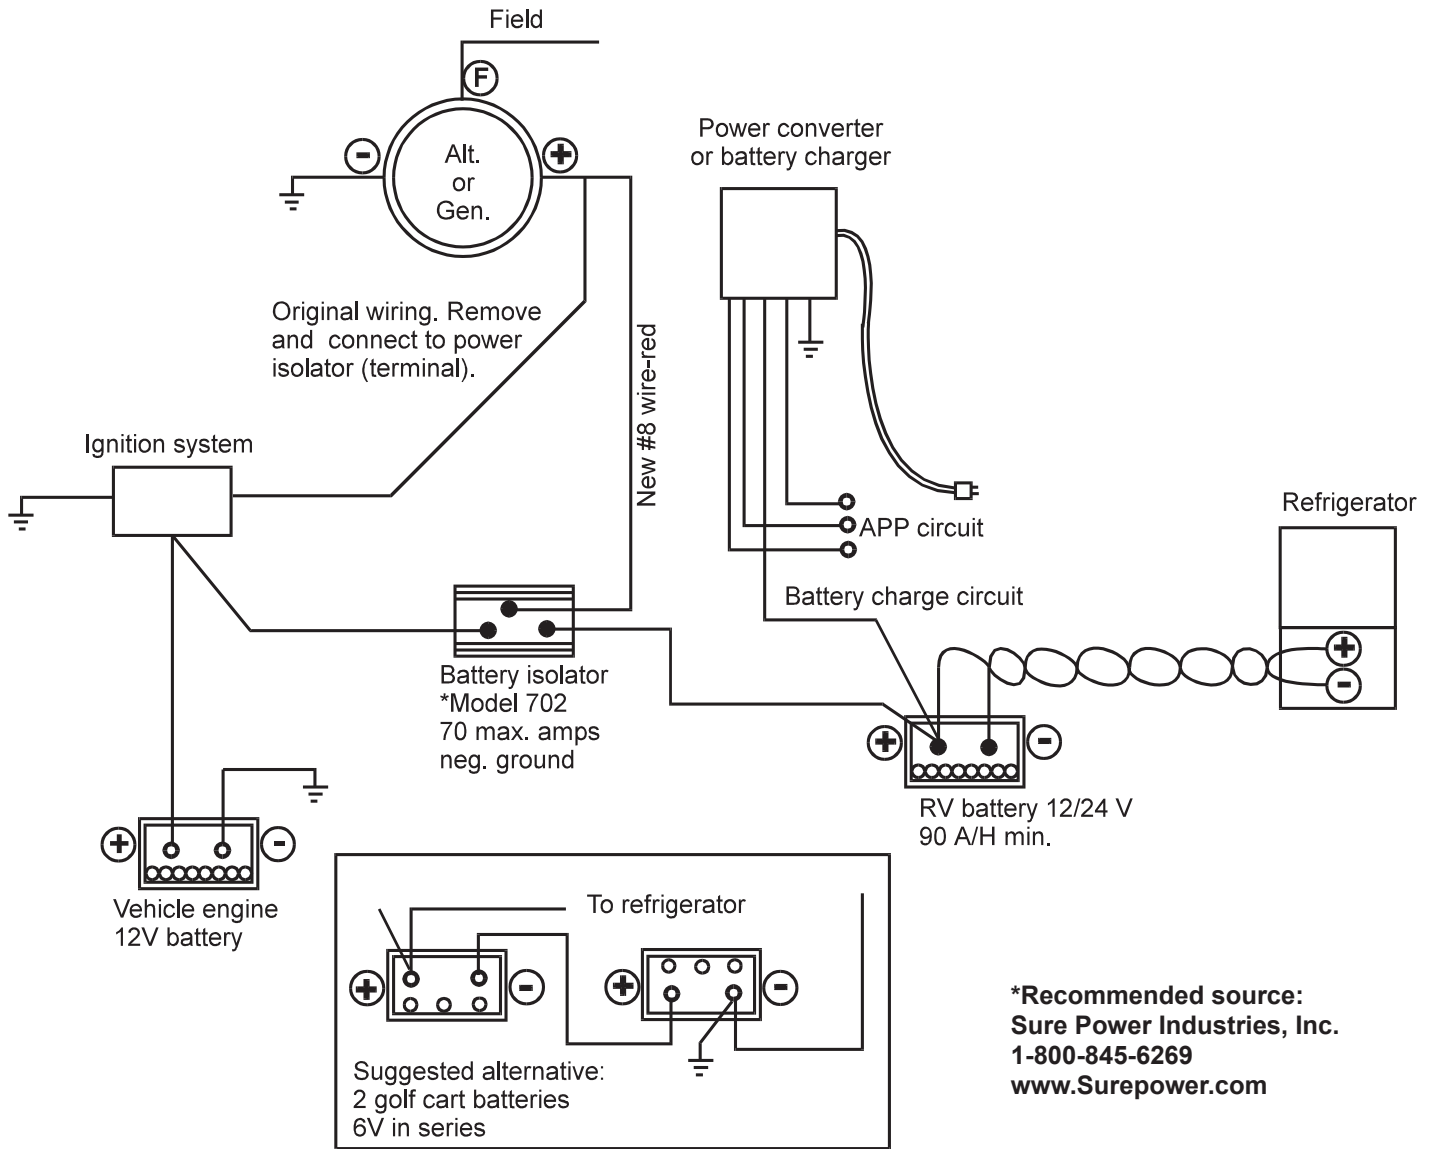 Field
F
Alt.
or
Gen.
-
+
Power converter
or battery charger
Original wiring. Remove
and  connect to power
isolator (terminal).
New #8 wire-red
Ignition system
APP circuit
Refrigerator
Battery charge circuit
+
-
Battery isolator
*Model 702
70 max. amps
neg. ground
+
-
RV battery 12/24 V
90 A/H min.
+
-
Vehicle engine
12V battery
To refrigerator
+
-
+
-
Suggested alternative:
2 golf cart batteries
6V in series
*Recommended source:
Sure Power Industries, Inc.
1-800-845-6269
www.Surepower.com